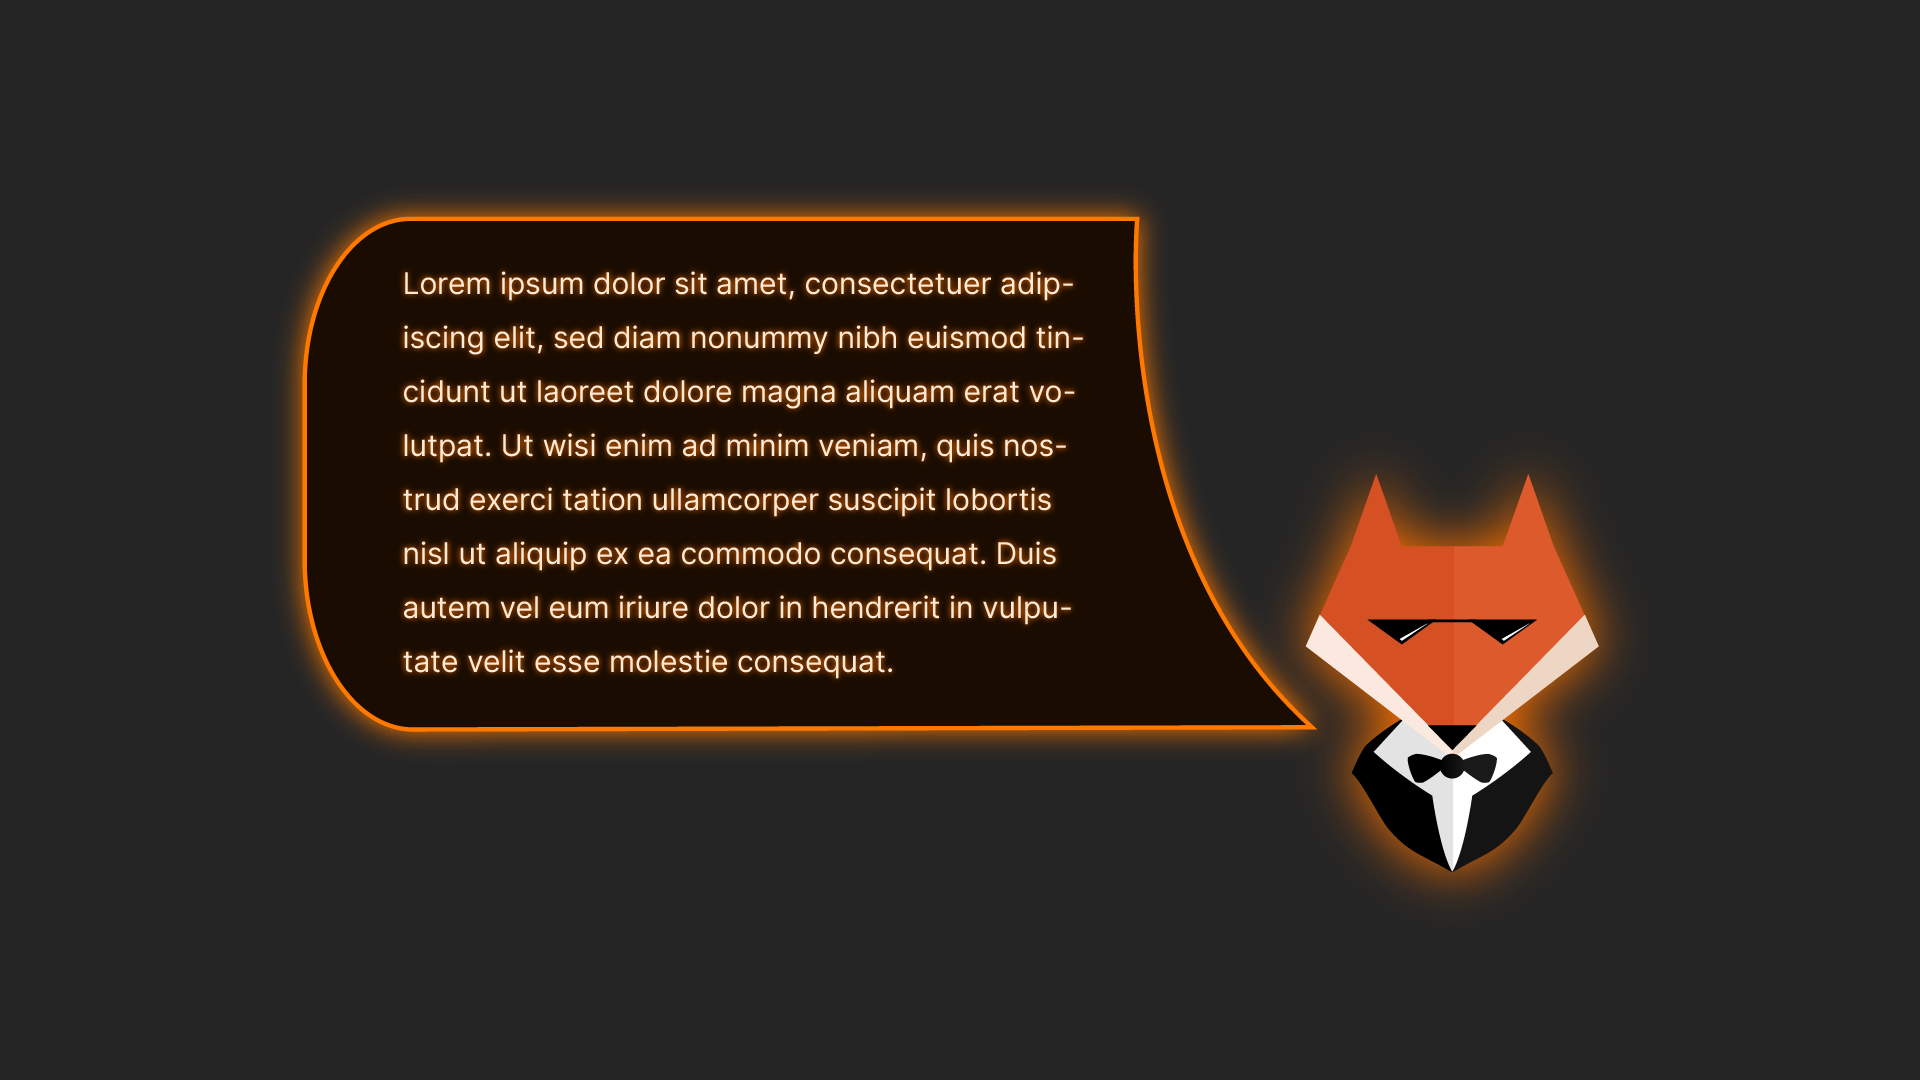 Lorem ipsum dolor sit amet, consectetuer adip-
iscing elit, sed diam nonummy nibh euismod tin-
cidunt ut laoreet dolore magna aliquam erat vo-
lutpat. Ut wisi enim ad minim veniam, quis nos-
trud exerci tation ullamcorper suscipit lobortis
nisl ut aliquip ex ea commodo consequat. Duis
autem vel eum iriure dolor in hendrerit in vulpu-
tate velit esse molestie consequat.